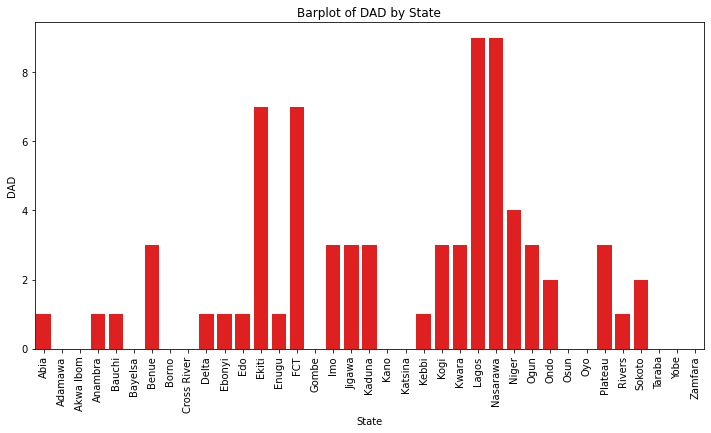 Barplot of DAD by State
DAD
8
6
4
2
0
Abia
Adamawa
Akwa Ibom
Anambra
Bauchi
Bayelsa
Benue
Borno
Cross River
Delta
Ebonyi
Edo
Ekiti
Enugu
FCT
Gombe
Imo
Jigawa
Kaduna
Kano
Katsina
Kebbi
Kogi
Kwara
Lagos
Nasarawa
Niger
Ogun
Ondo
Osun
Oyo
Plateau
Rivers
Sokoto
Taraba
Yobe
Zamfara
State